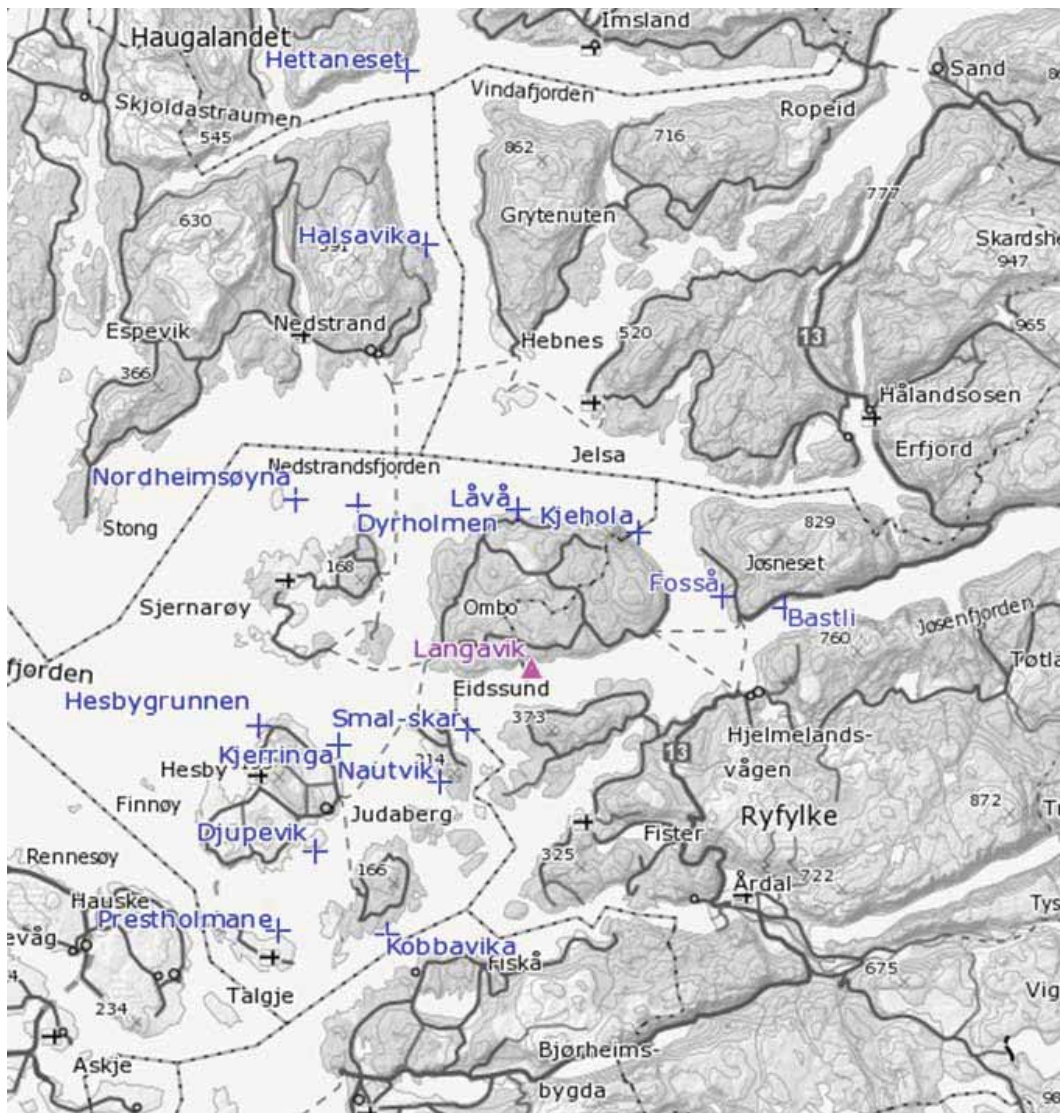 Imsland
Haugalandet
Hettaneset
Sand
Vindafjorden
Skjoldastraumen
Ropeid
545
862
716
777
630
Grytenuten
Halsavika
947
Espevik
Nedstrand
Hebnes
520
13
965
366
Hålandsosen
Erfjord
Jelsa
Nedstrandsfjorden
Nordheimsøyna
Låvå
Stong
Dyrholmen
Kjehola
829
Jøsneset
168
Fosså
Sjernarøy
Ombo
Bastli
Jøsenfjorden
760
Langavik
fjorden
Eidssund
Hesbygrunnen
Smal-skar
373
Hjelmelands-
vågen
13
Kjerringa
Hesby
Nautvik
Finnøy
Judaberg
872
Ryfylke
Djupevik
Fister
325
Rennesøy
166
Årdal
722
Hauske
Prestholmane
Kobbavika
Fiskå
675
Talgje
234
Bjørheims-
bygda
Askje